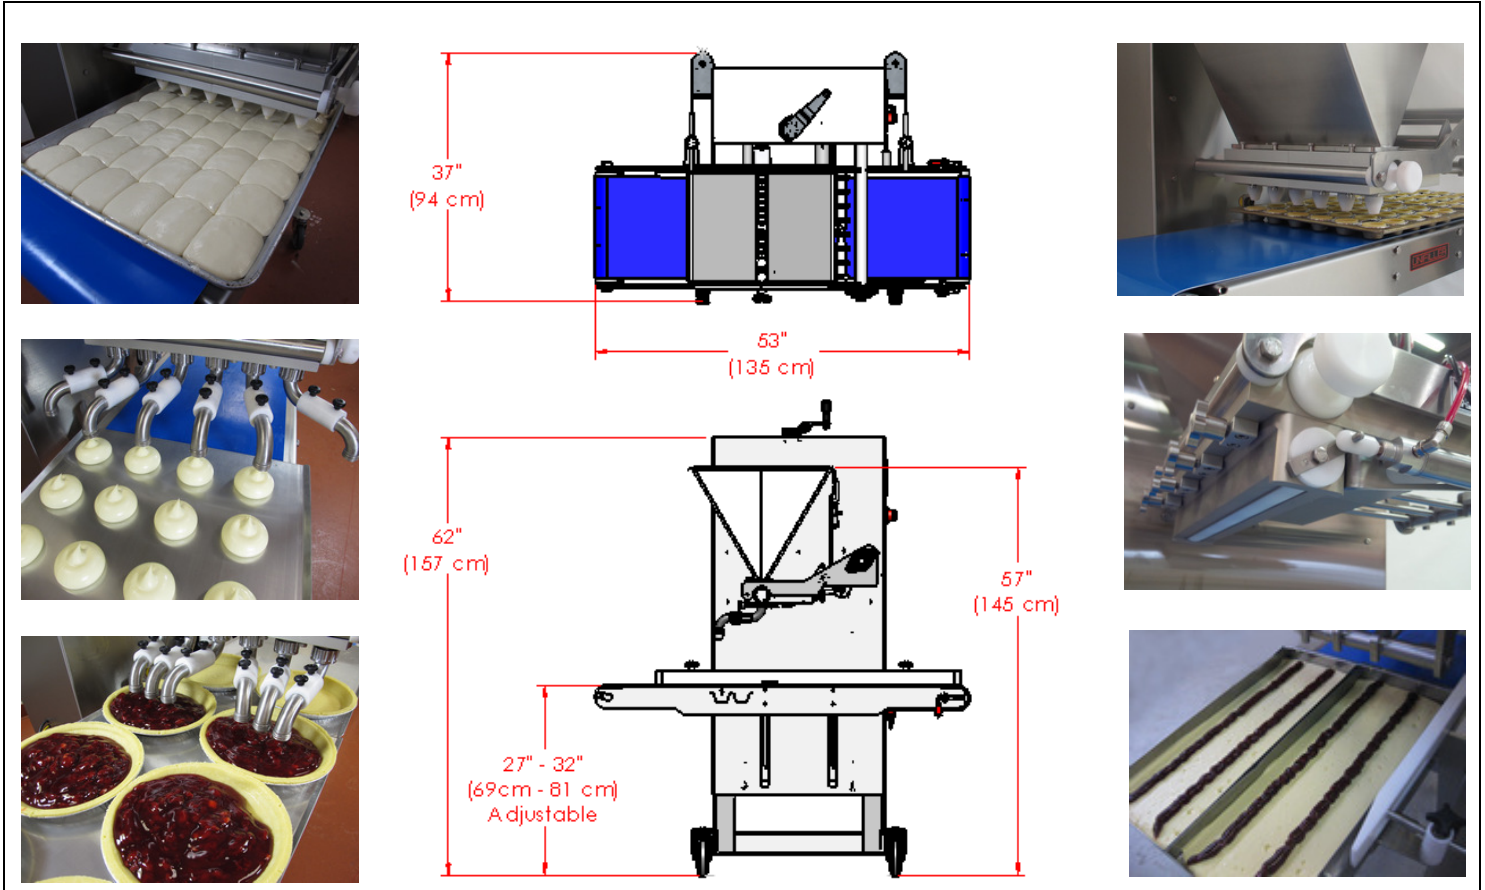 37"
(94 cm)
53"
(135 cm)
62"
(157 cm)
57"
(145 cm)
27" - 32"
(69cm - 81 cm)
Adjustable